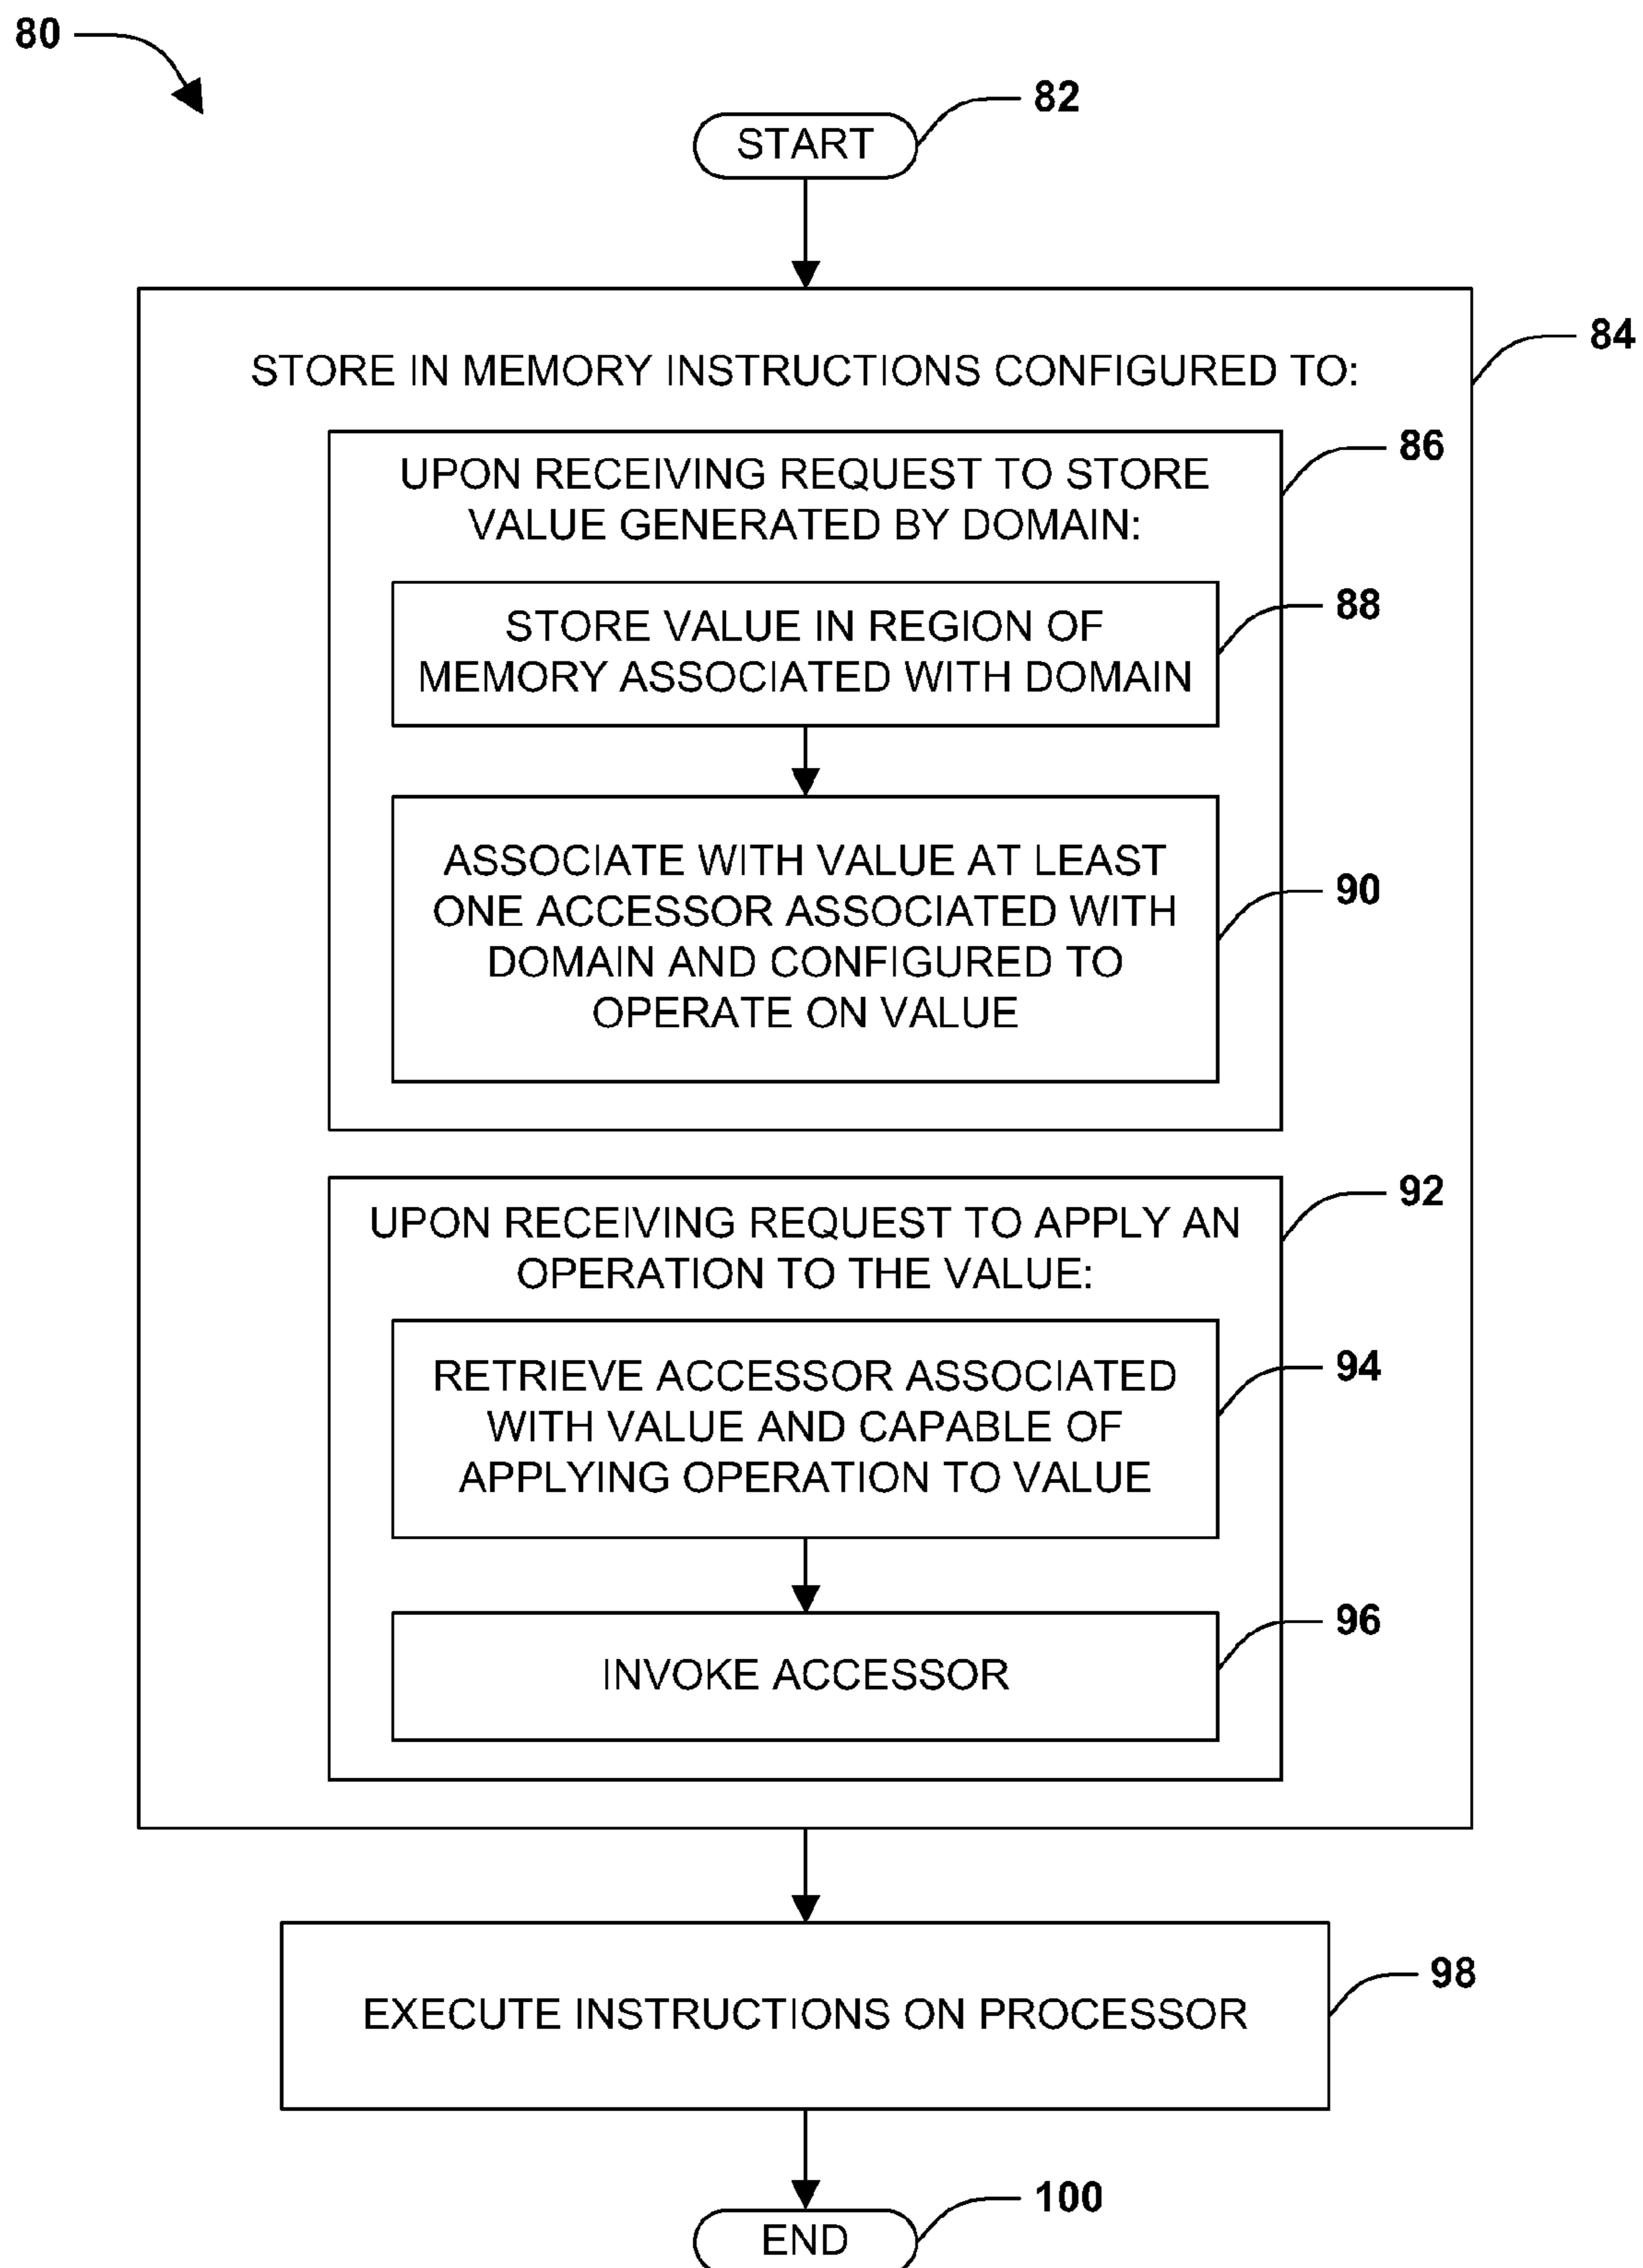 80
82
START
84
STORE IN MEMORY INSTRUCTIONS CONFIGURED TO:
86
UPON RECEIVING REQUEST TO STORE
VALUE GENERATED BY DOMAIN:
88
STORE VALUE IN REGION OF
MEMORY ASSOCIATED WITH DOMAIN
90
ASSOCIATE WITH VALUE AT LEAST
ONE ACCESSOR ASSOCIATED WITH
DOMAIN AND CONFIGURED TO
OPERATE ON VALUE
92
UPON RECEIVING REQUEST TO APPLY AN
OPERATION TO THE VALUE:
94
RETRIEVE ACCESSOR ASSOCIATED
WITH VALUE AND CAPABLE OF
APPLYING OPERATION TO VALUE
96
INVOKE ACCESSOR
98
EXECUTE INSTRUCTIONS ON PROCESSOR
100
END